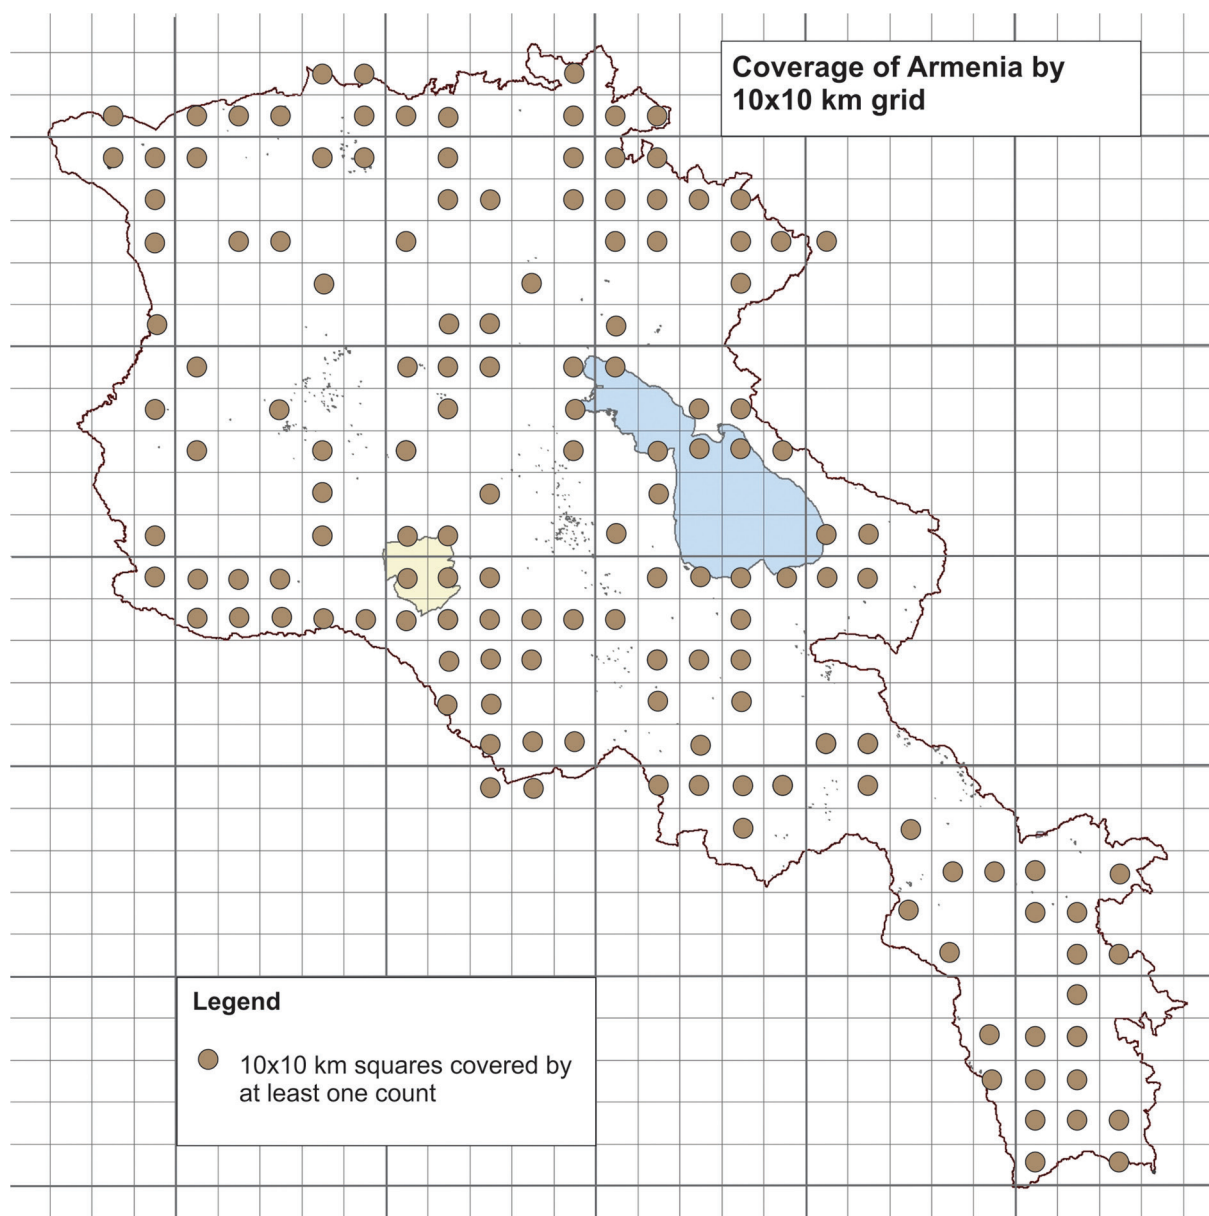 Coverage of Armenia by
10x10 km grid
Legend
10x10 km squares covered by
at least one count